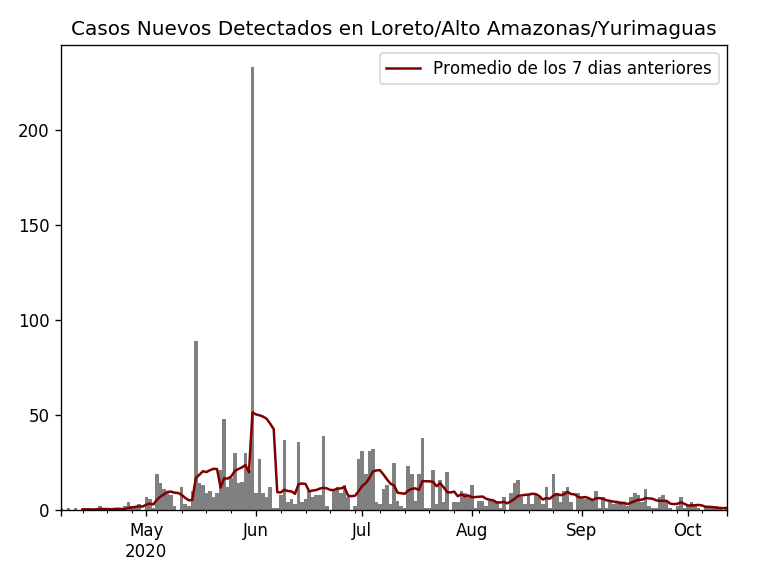 Casos Nuevos Detectados en Loreto/Alto Amazonas/Yurimaguas
Promedio de los 7 dias anteriores
200
150
100
50
0
May Jun Jul Aug Sep Oct
2020